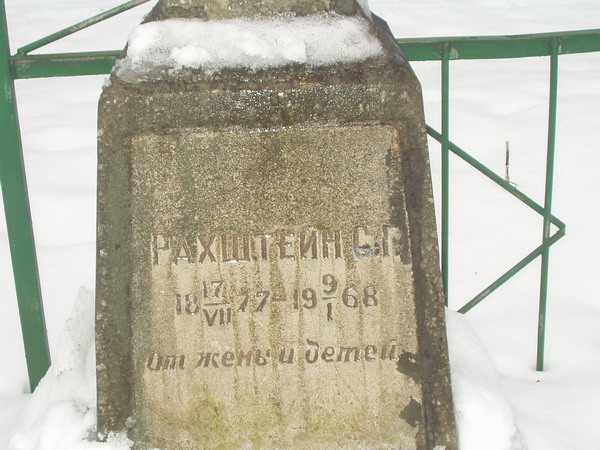 РАХШТЕЙН С.Г.
18 17/VII 77-19 9/I 68
от жены и детей